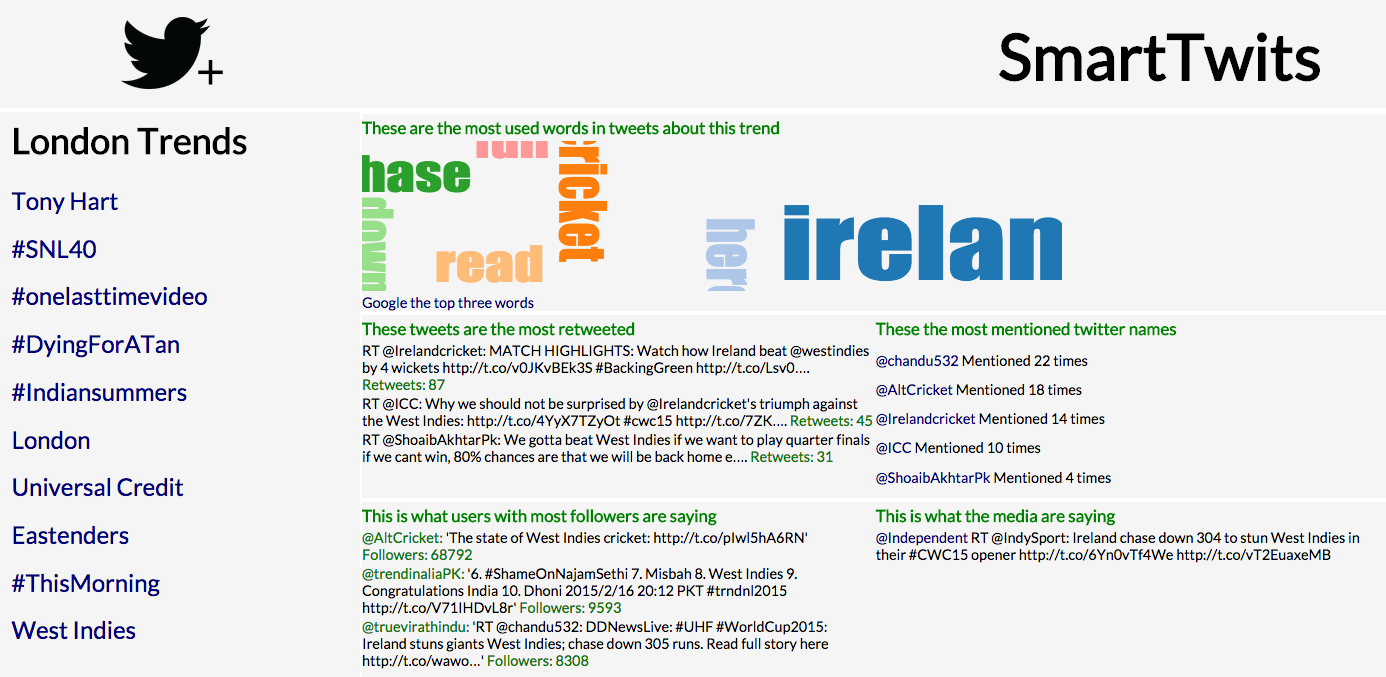 +
SmartTwits
London Trends
Tony Hart
#SNL40
#onelasttimevideo
#DyingForATan
#Indiansummers
London
Universal Credit
Eastenders
#ThisMorning
West Indies
These are the most used words in tweets about this trend
hase
run
cricket
down
read
here
irelan
Google the top three words
These tweets are the most retweeted
RT @Irelandcricket: MATCH HIGHLIGHTS: Watch how Ireland beat @westindies
by 4 wickets http://t.co/v0JKvBEk3S #BackingGreen http://t.co/Lsv0....
Retweets: 87
RT @ICC: Why we should not be surprised by @Irelandcricket's triumph against
the West Indies: http://t.co/4YyX7TZyOt #cwc15 http://t.co/7ZK.... Retweets: 45
RT @ShoaibAkhtarPk: We gotta beat West Indies if we want to play quarter finals
if we cant win, 80% chances are that we will be back home e.... Retweets: 31
These the most mentioned twitter names
@chandu532 Mentioned 22 times
@AltCricket Mentioned 18 times
@Irelandcricket Mentioned 14 times
@ICC Mentioned 10 times
@ShoaibAkhtarPk Mentioned 4 times
This is what users with most followers are saying
@AltCricket: 'The state of West Indies cricket: http://t.co/pIwl5hA6RN'
Followers: 68792
@trendinaliaPK: '6. #ShameOnNajamSethi 7. Misbah 8. West Indies 9.
Congratulations India 10. Dhoni 2015/2/16 20:12 PKT #trndnl2015
http://t.co/V71IHDvL8r' Followers: 9593
@truevirathindu: 'RT @chandu532: DDNewsLive: #UHF #WorldCup2015:
Ireland stuns giants West Indies; chase down 305 runs. Read full story here
http://t.co/wawo...' Followers: 8308
This is what the media are saying
@Independent RT @IndySport: Ireland chase down 304 to stun West Indies in
their #CWC15 opener http://t.co/6Yn0vTf4We http://t.co/vT2EuaxeMB